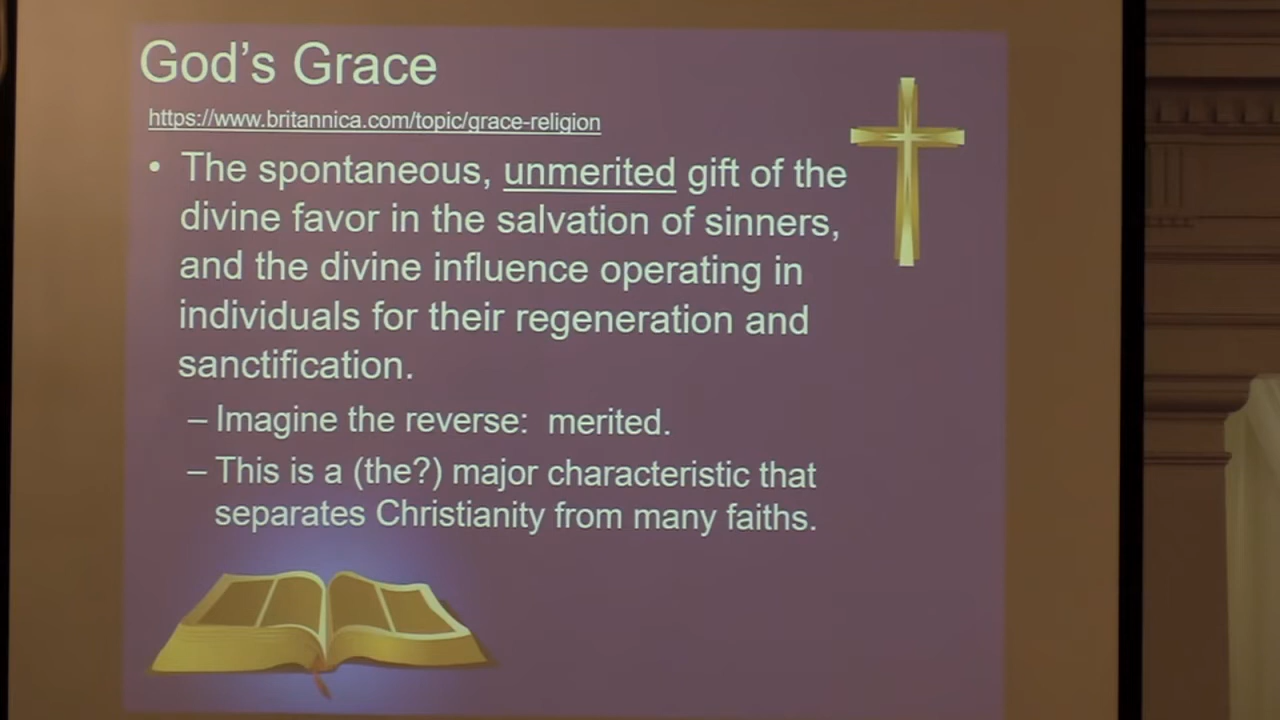 God's Grace
https://www.britannica.com/topic/grace-religion
• The spontaneous, unmerited gift of the
divine favor in the salvation of sinners,
and the divine influence operating in
individuals for their regeneration and
sanctification.
– Imagine the reverse:  merited.
– This is a (the?) major characteristic that
separates Christianity from many faiths.